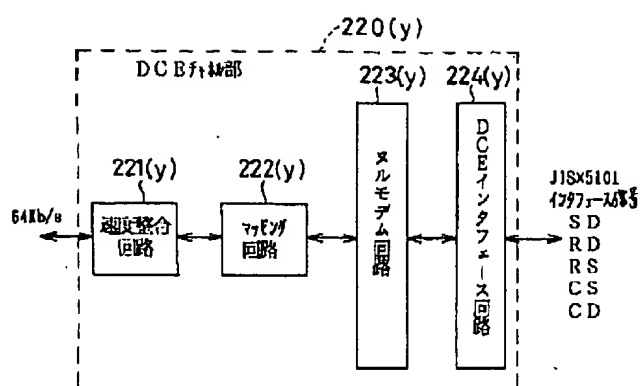 220(y)
DCEチャネル部
223(y)
224(y)
221(y)
222(y)
64Kb/s
速度整合
回路
マッピング
回路
ヌルモデム回路
DCEインタフェース回路
JISX5101
インタフェース信号
SD
RD
RS
CS
CD